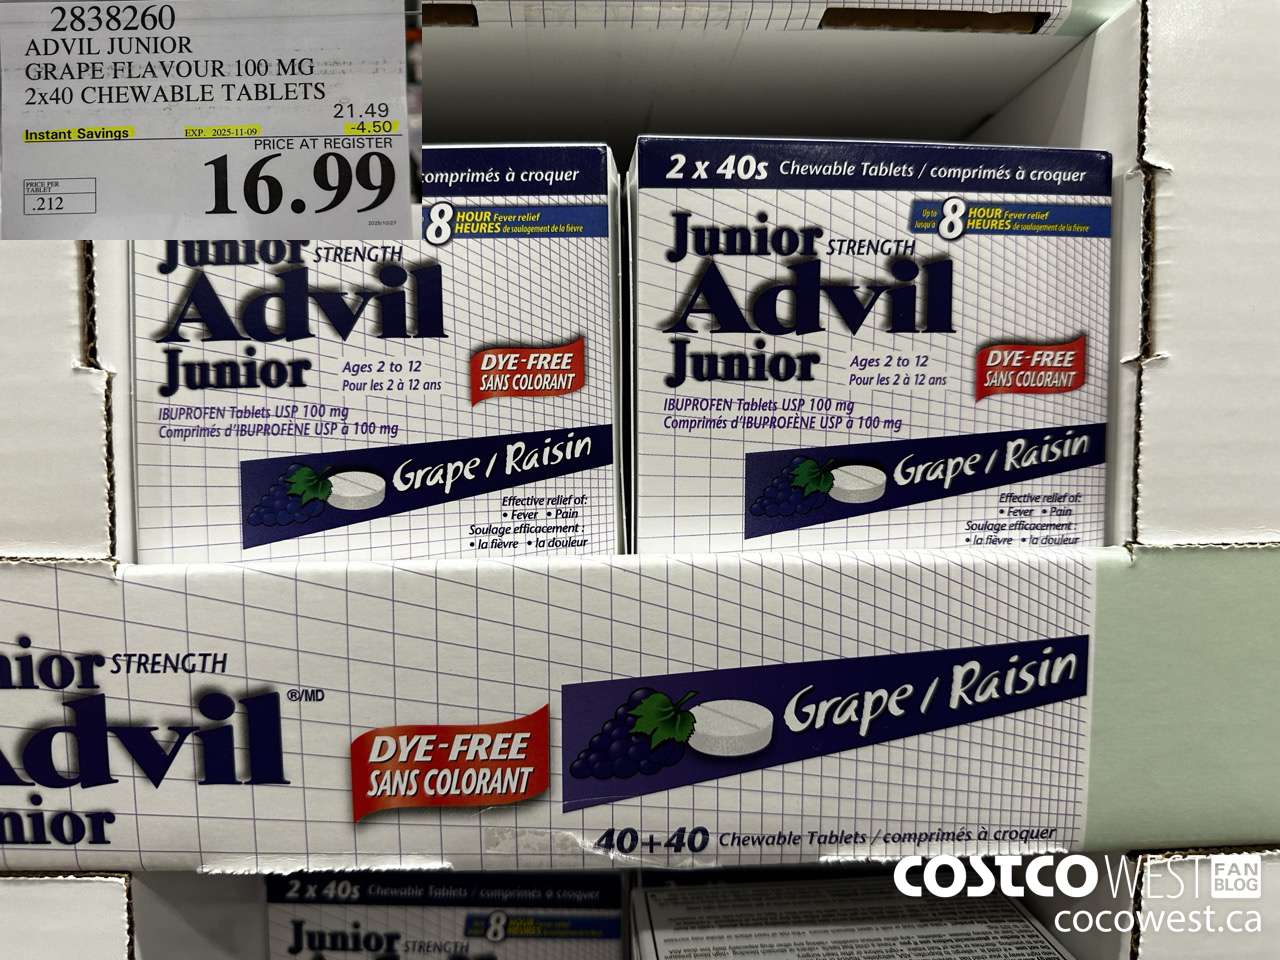 2838260
ADVIL JUNIOR
GRAPE FLAVOUR 100 MG
2x40 CHEWABLE TABLETS
21.49
Instant Savings EXP. 2025-11-09 -4.50
PRICE AT REGISTER
16.99
PRICE PER
TABLET
.212
2025/10/27
comprimés à croquer
8 HOUR Fever relief
HEURES de soulagement de la fièvre
Junior STRENGTH
Advil
Junior
Ages 2 to 12
Pour les 2 à 12 ans
DYE-FREE
SANS COLORANT
IBUPROFEN Tablets USP 100 mg
Comprimés d'IBUPROFÈNE USP à 100 mg
Grape / Raisin
Effective relief of:
• Fever • Pain
Soulage efficacement :
• la fièvre • la douleur
2 x 40s Chewable Tablets / comprimés à croquer
Up to
Jusqu'à
8 HOUR Fever relief
HEURES de soulagement de la fièvre
Junior STRENGTH
Advil
Junior
Ages 2 to 12
Pour les 2 à 12 ans
DYE-FREE
SANS COLORANT
IBUPROFEN Tablets USP 100 mg
Comprimés d'IBUPROFÈNE USP à 100 mg
Grape / Raisin
Effective relief of:
• Fever • Pain
Soulage efficacement :
• la fièvre • la douleur
nior STRENGTH
dvil ®/MD
nior
DYE-FREE
SANS COLORANT
Grape / Raisin
40+40 Chewable Tablets / comprimés à croquer
2 x 40s Chewable Tablets / comprimés à croquer
8 HOUR Fever relief
HEURES
Junior STRENGTH
COSTCO WEST FAN
BLOG
cocowest.ca